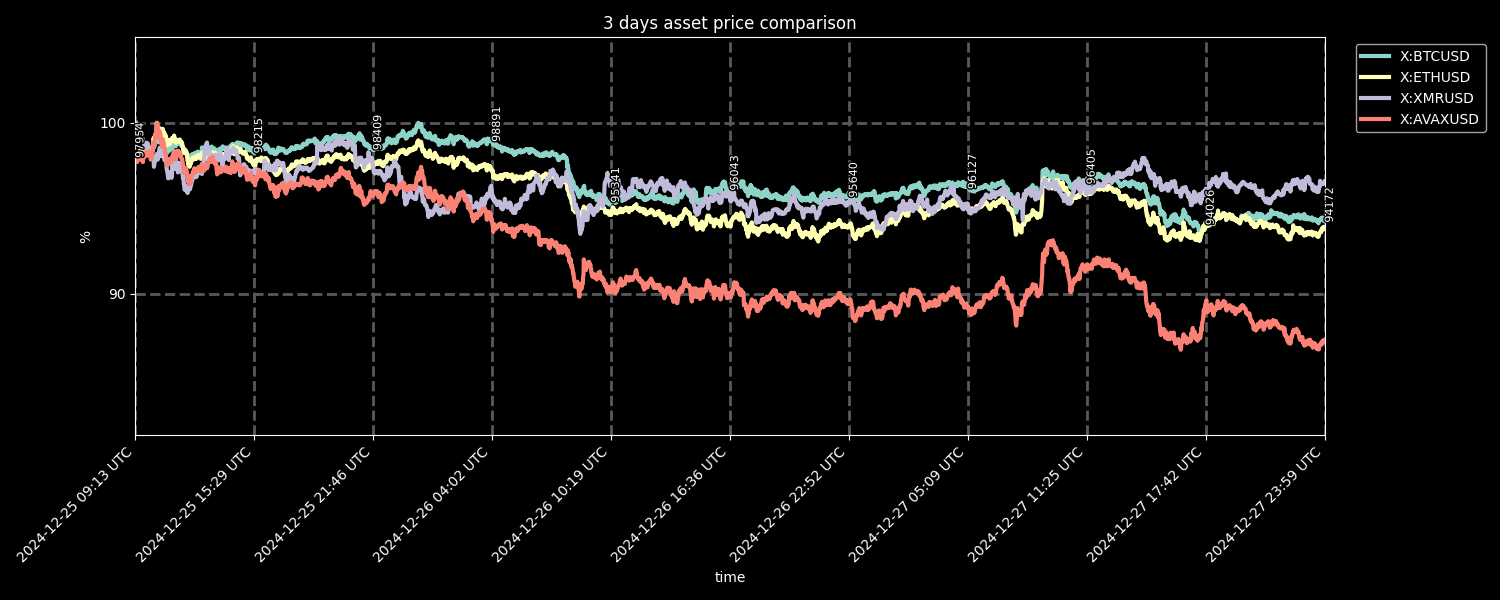 3 days asset price comparison
X:BTCUSD
X:ETHUSD
X:XMRUSD
X:AVAXUSD
100
90
%
97954
98215
98409
98891
95341
96043
95640
96127
96405
94026
94172
2024-12-25 09:13 UTC
2024-12-25 15:29 UTC
2024-12-25 21:46 UTC
2024-12-26 04:02 UTC
2024-12-26 10:19 UTC
2024-12-26 16:36 UTC
2024-12-26 22:52 UTC
2024-12-27 05:09 UTC
2024-12-27 11:25 UTC
2024-12-27 17:42 UTC
2024-12-27 23:59 UTC
time